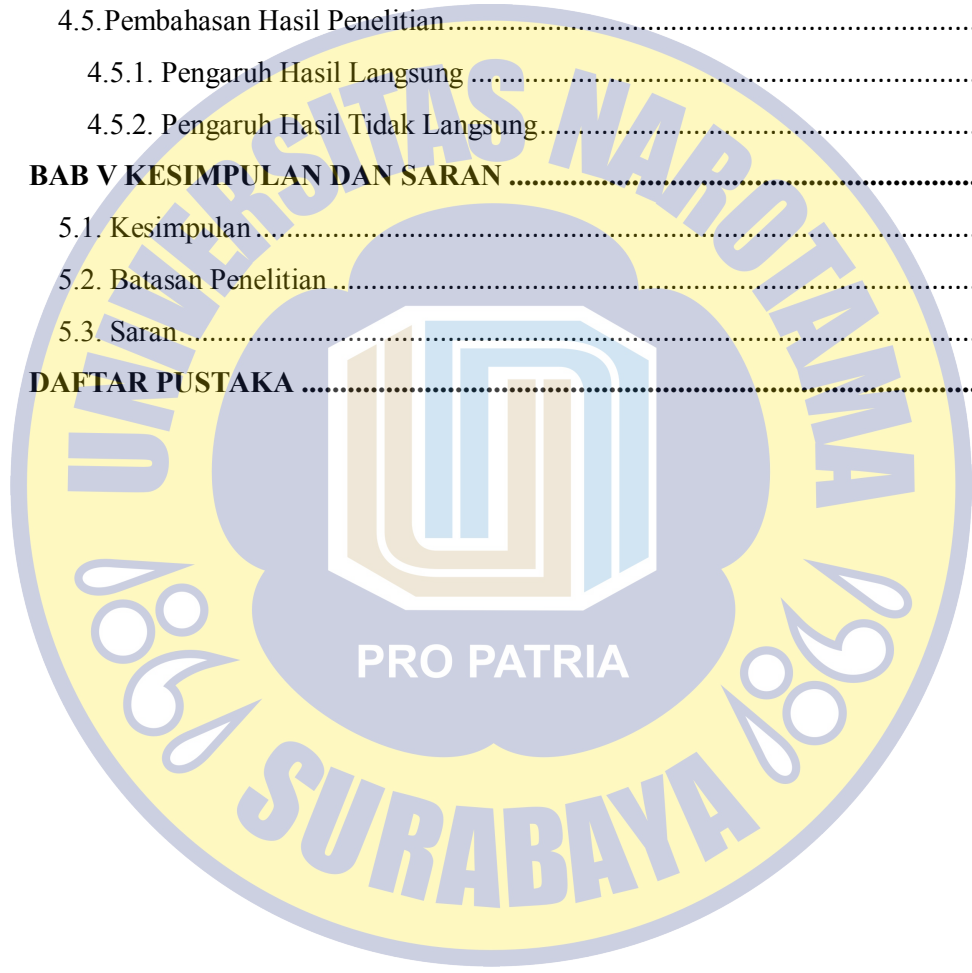 4.5.Pembahasan Hasil Penitian........................................................................................
4.5.1. Pengaruh Hasil Langsung ........................................................................
4.5.2. Pengaruh Hasil Tidak Langsung...............................................................
BAB V KESIMPULAN DAN SARAN ........................................................................
5.1. Kesimpulan ........................................................................................................
5.2. Batasan Penelitian ..............................................................................................
5.3. Saran...................................................................................................................
DAFTAR PUSTAKA .................................................................................................
UNIVERSITAS NAROTAMA
PRO PATRIA
SURABAYA